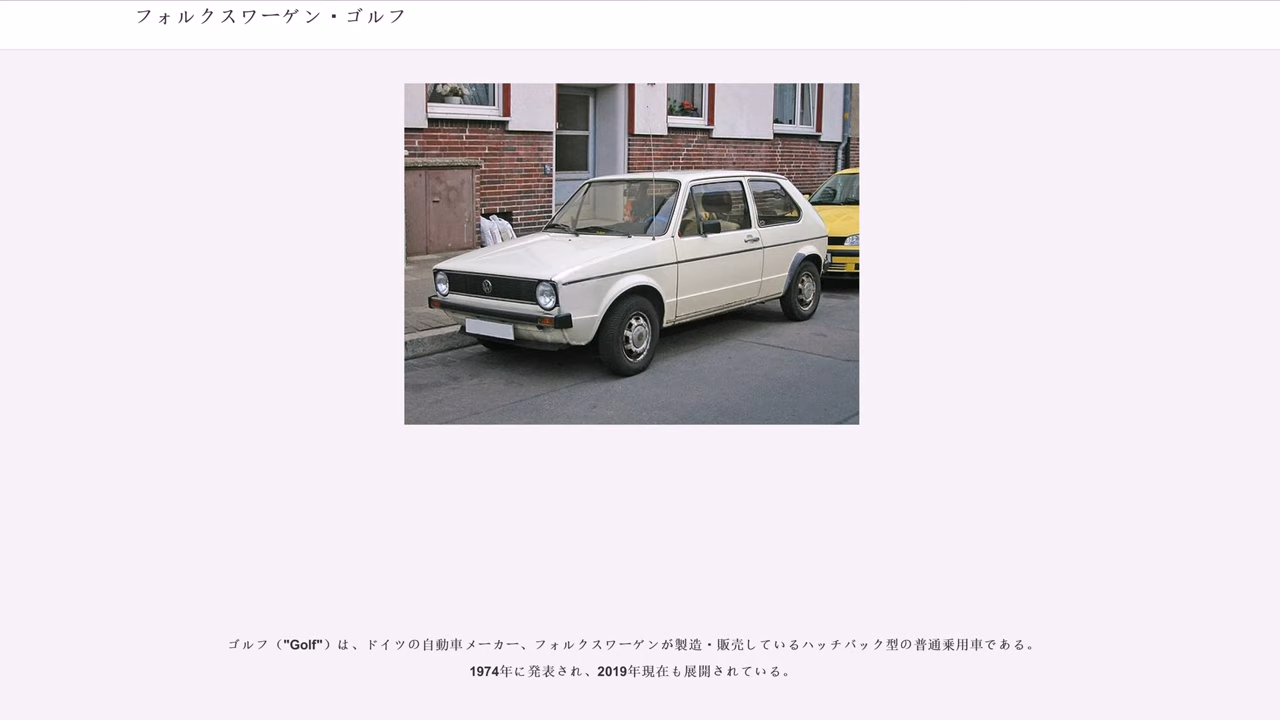 フォルクスワーゲン・ゴルフ
ゴルフ（"Golf"）は、ドイツの自動車メーカー、フォルクスワーゲンが製造・販売しているハッチバック型の普通乗用車である。
1974年に発表され、2019年現在も展開されている。